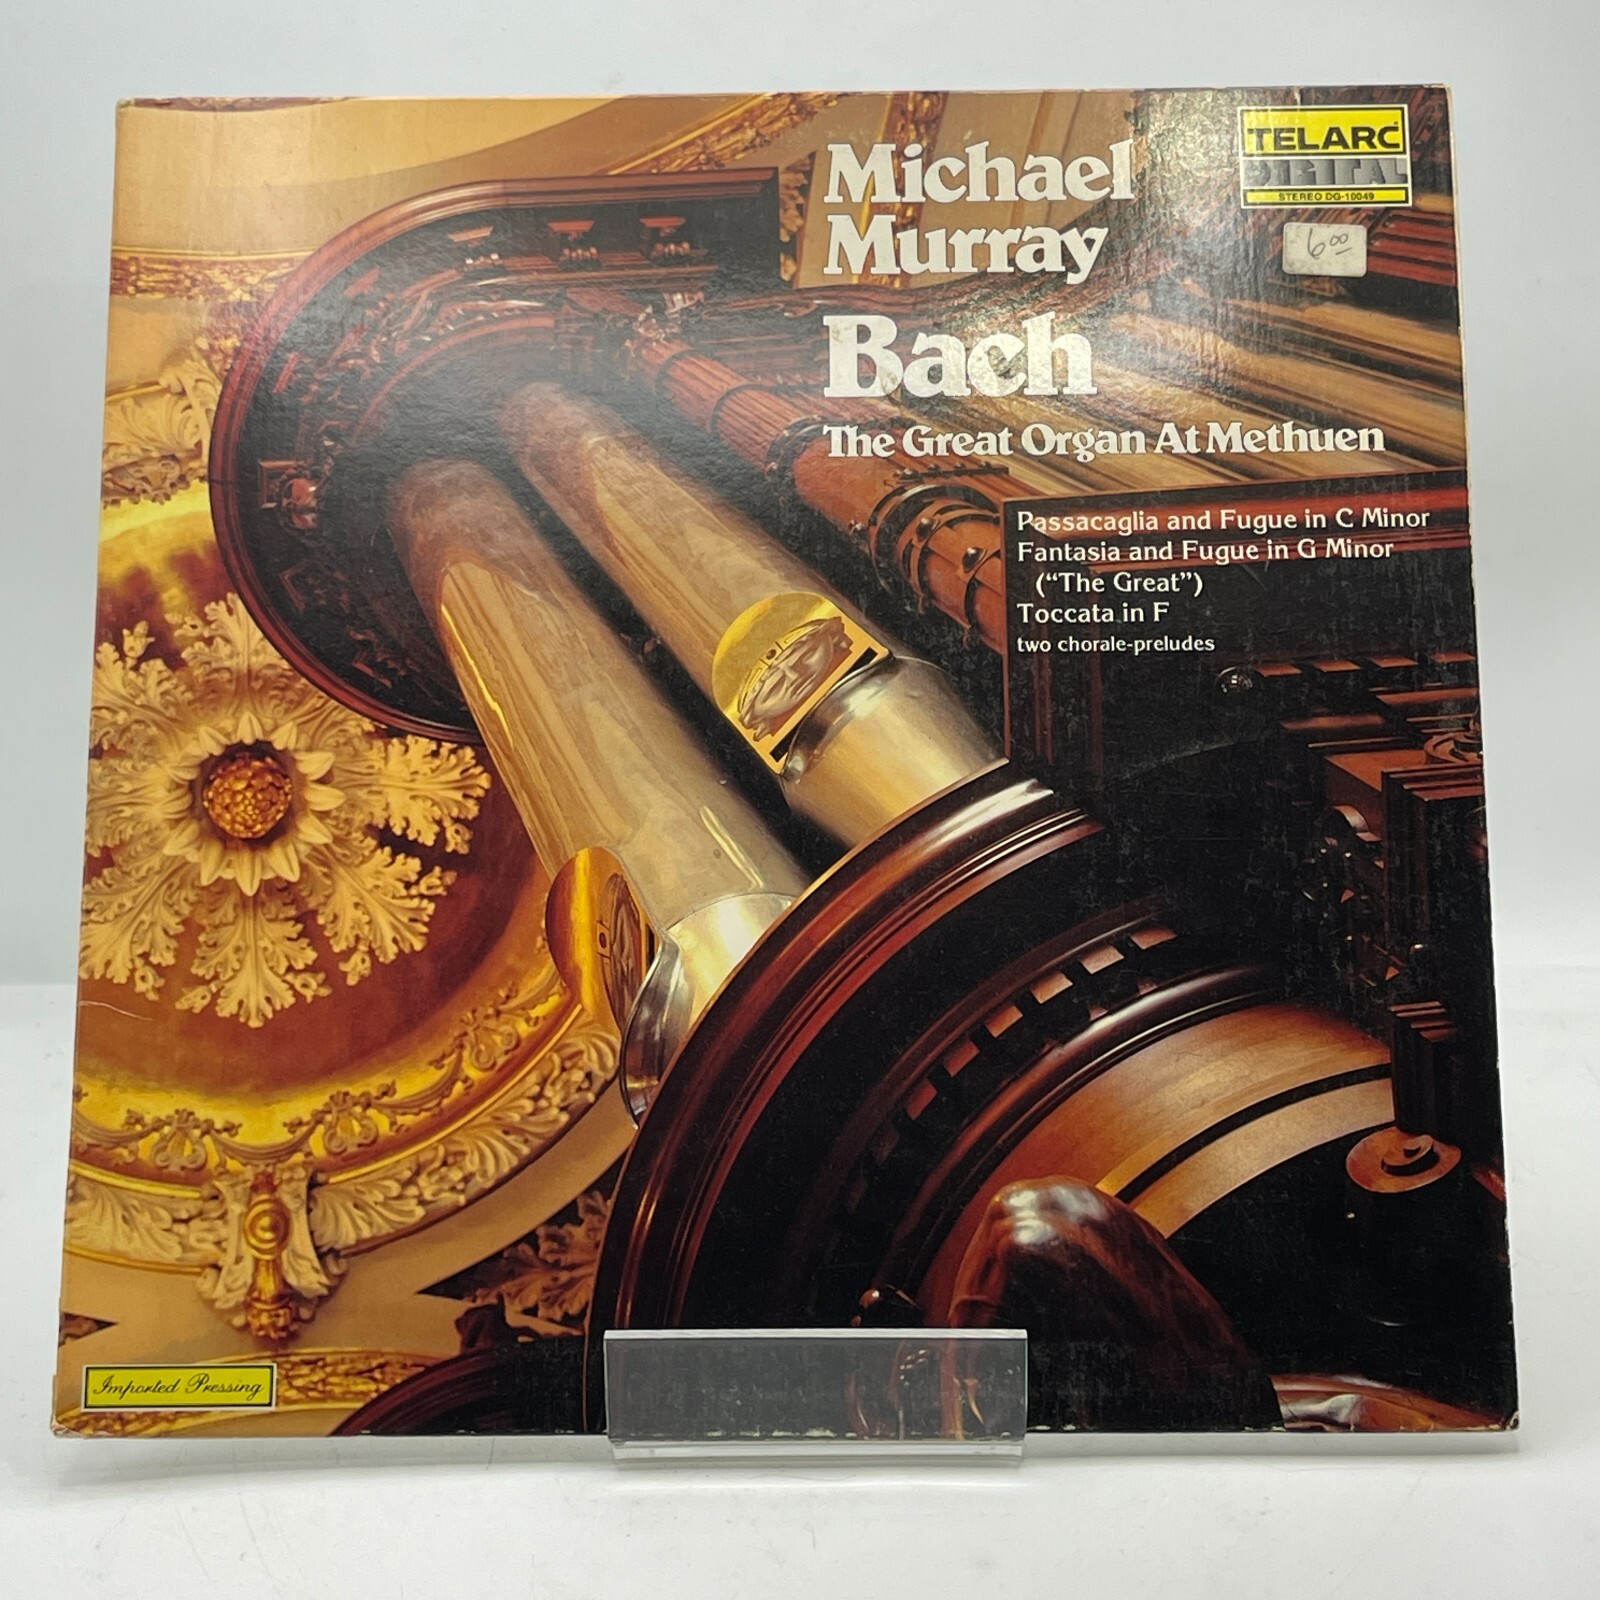 Michael
Murray
Bach
The Great Organ At Methuen
TELARC
DIGITAL
STEREO DG-10049
6 00
Passacaglia and Fugue in C Minor
Fantasia and Fugue in G Minor
("The Great")
Toccata in F
two chorale-preludes
Imported Pressing